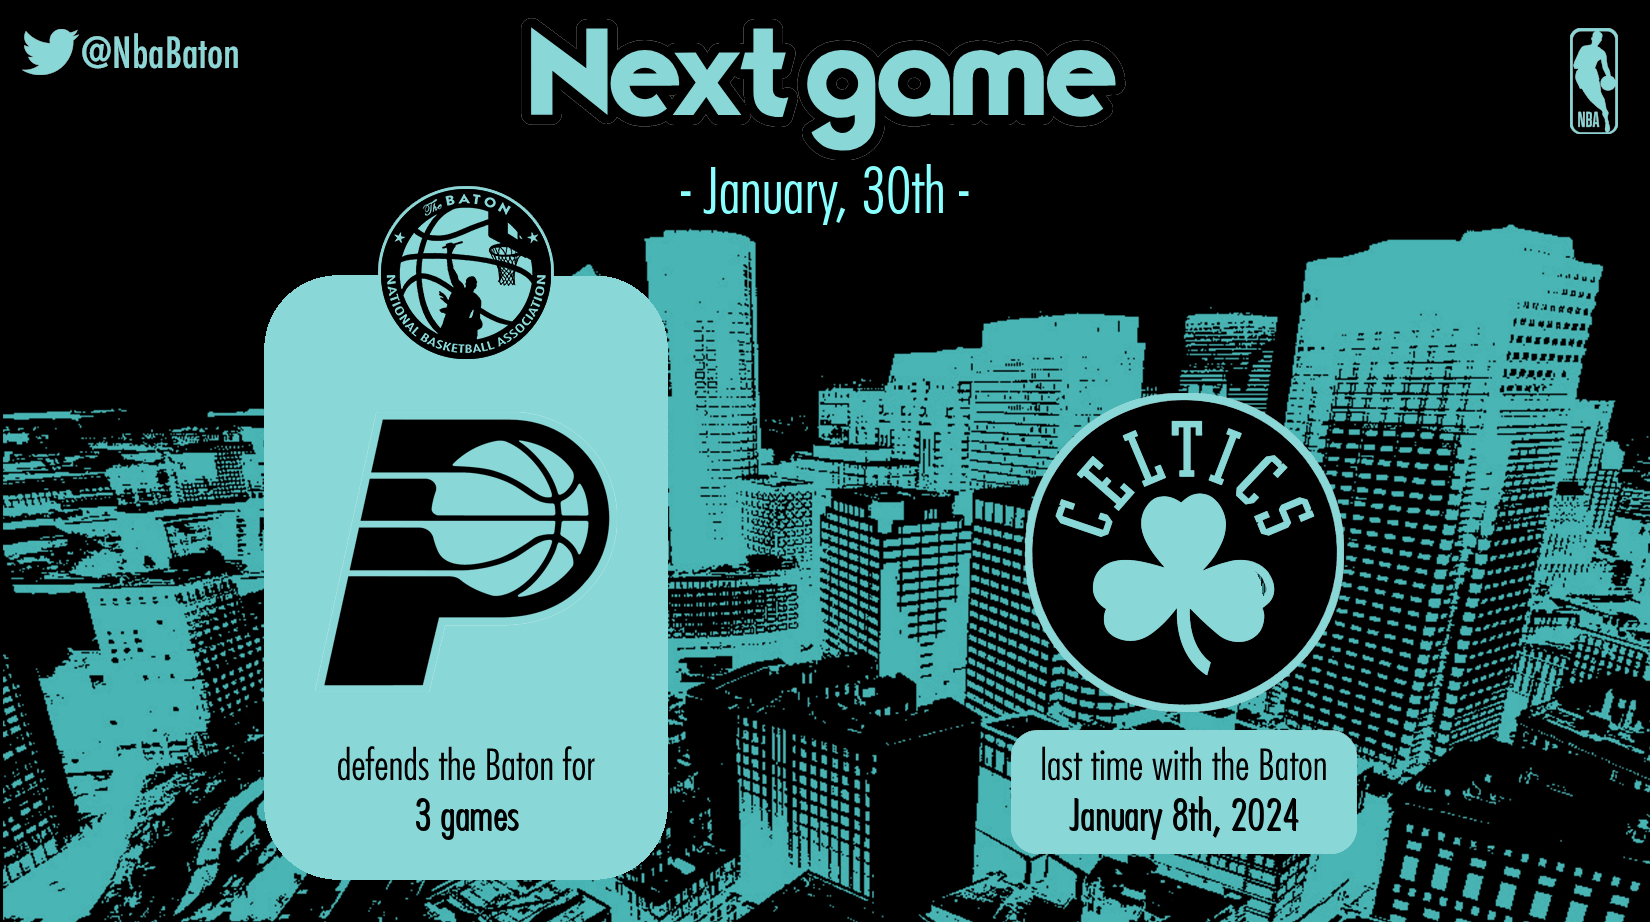 @NbaBaton
Next game
NBA
- January, 30th -
The BATON
NATIONAL BASKETBALL ASSOCIATION
CELTICS
defends the Baton for
3 games
last time with the Baton
January 8th, 2024